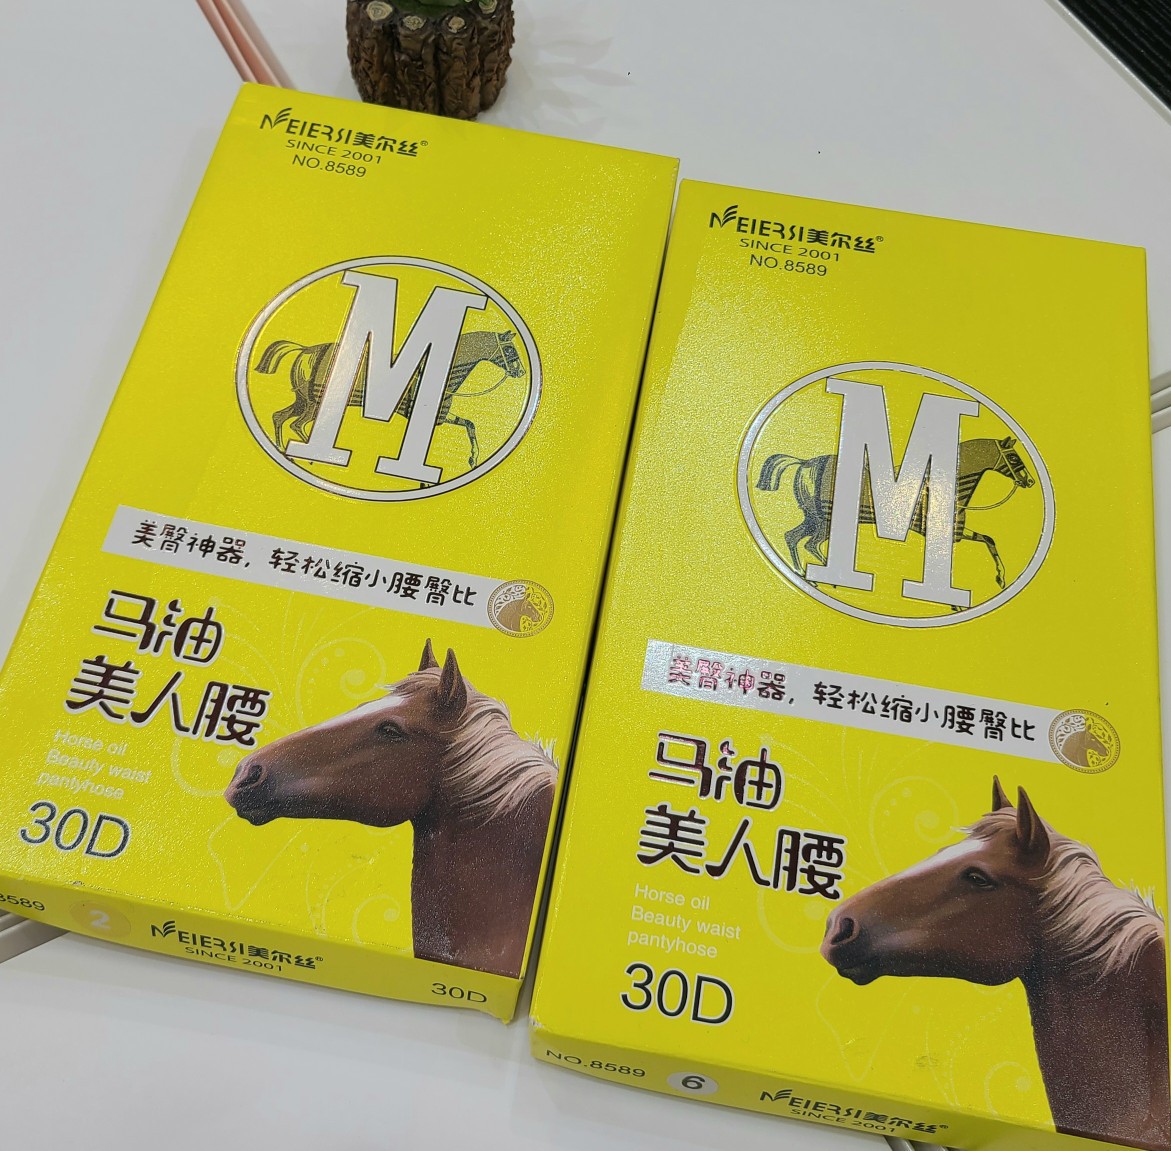 MEIERSI美尔丝®
SINCE 2001
NO.8589
M
美臀神器，轻松缩小腰臀比
马油
美人腰
Horse oil
Beauty waist
pantyhose
30D
8589
2
MEIERSI美尔丝®
SINCE 2001
30D
MEIERSI美尔丝®
SINCE 2001
NO.8589
M
美臀神器，轻松缩小腰臀比
马油
美人腰
Horse oil
Beauty waist
pantyhose
30D
NO.8589
6
MEIERSI美尔丝®
SINCE 2001